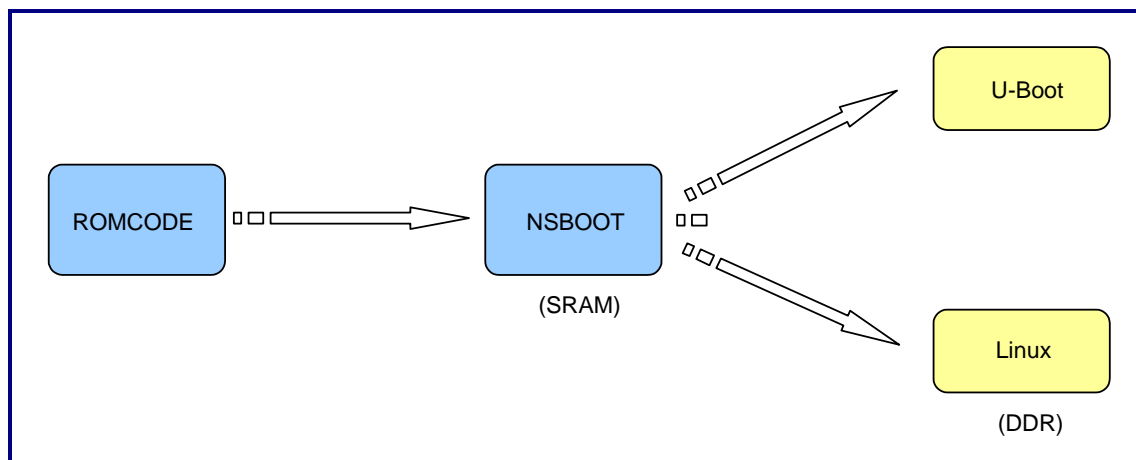 U-Boot
ROMCODE
NSBOOT
(SRAM)
Linux
(DDR)